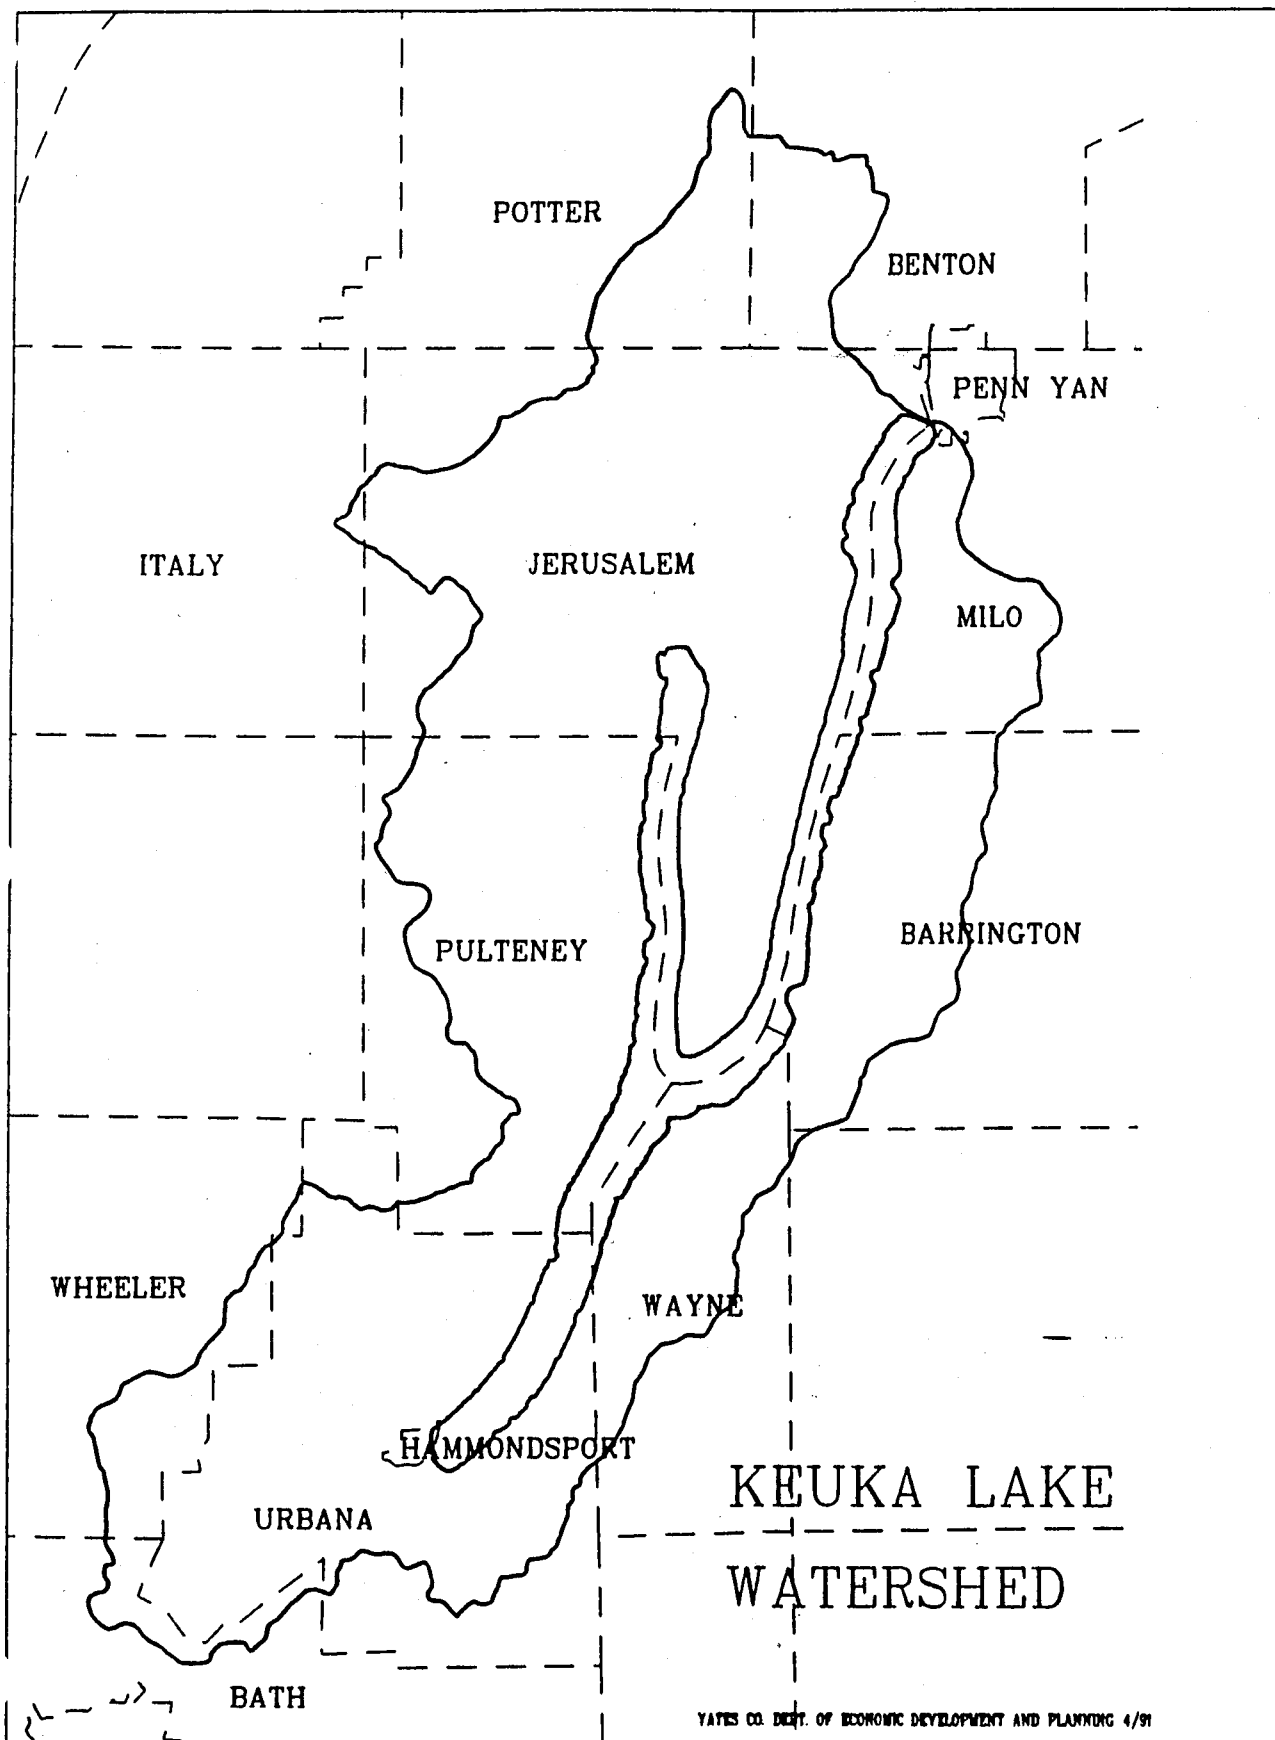 POTTER
BENTON
PENN YAN
ITALY
JERUSALEM
MILO
BARRINGTON
PULTENEY
WHEELER
WAYNE
HAMMONDSPORT
KEUKA LAKE
URBANA
WATERSHED
BATH
YATES CO. DEPT. OF ECONOMIC DEVELOPMENT AND PLANNING 4/91